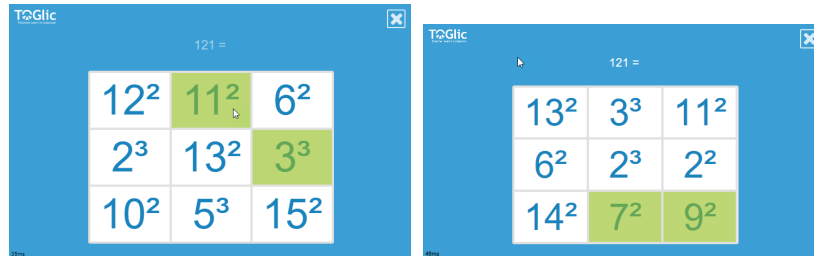 TOGlic
121 =
12² 11² 6²
2³ 13² 3³
10² 5³ 15²
TOGlic
121 =
13² 3³ 11²
6² 2³ 2²
14² 7² 9²
46ms